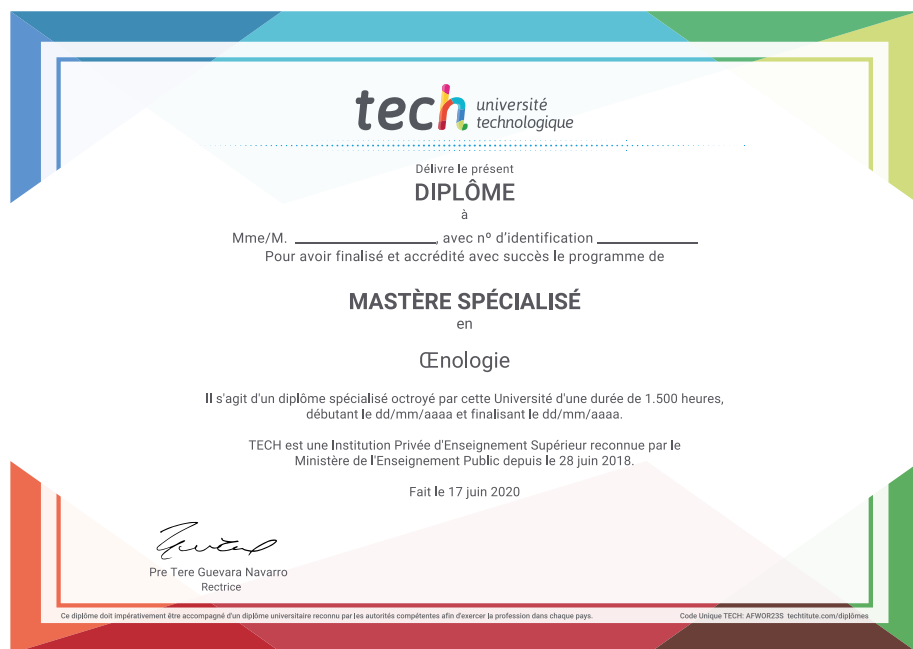 tech université
technologique
Délivre le présent
DIPLÔME
à
Mme/M. ____________, avec nº d'identification ____________
Pour avoir finalisé et accrédité avec succès le programme de
MASTÈRE SPÉCIALISÉ
en
Œnologie
Il s'agit d'un diplôme spécialisé octroyé par cette Université d'une durée de 1.500 heures,
débutant le dd/mm/aaaa et finalisant le dd/mm/aaaa.
TECH est une Institution Privée d'Enseignement Supérieur reconnue par le
Ministère de l'Enseignement Public depuis le 28 juin 2018.
Fait le 17 juin 2020
Pre Tere Guevara Navarro
Rectrice
Ce diplôme doit impérativement être accompagné d'un diplôme universitaire reconnu par les autorités compétentes afin d'exercer la profession dans chaque pays.
Code Unique TECH: AFWOR23S techtitute.com/diplômes